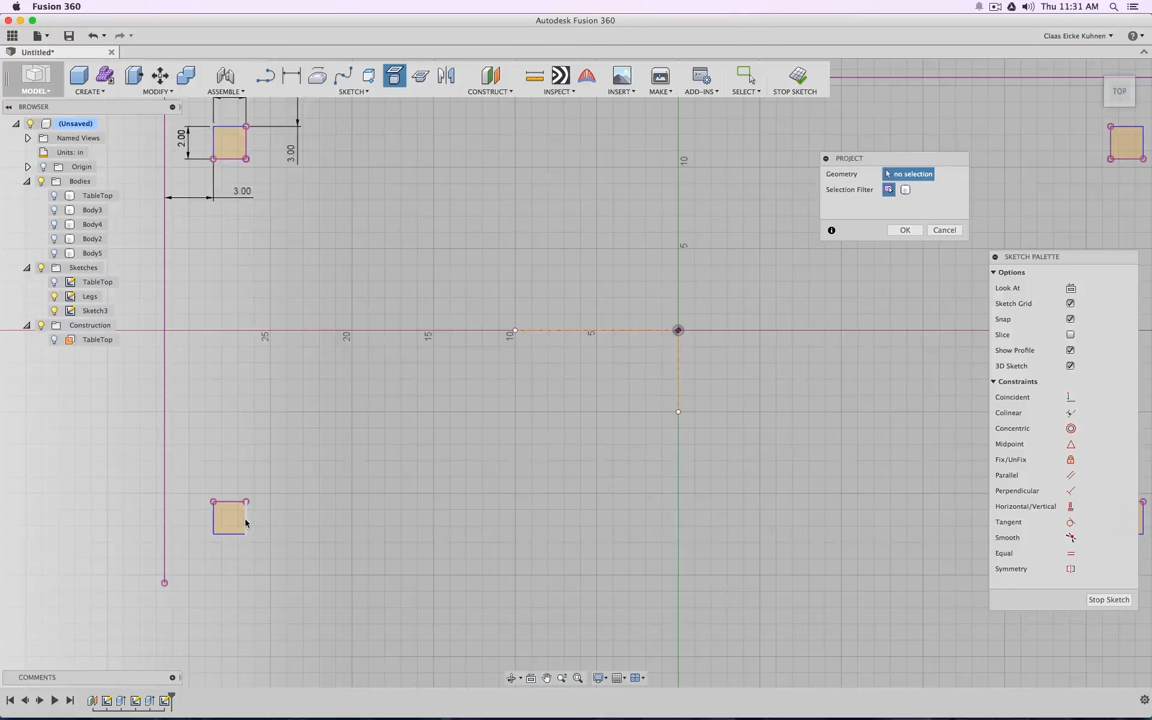 Fusion 360
Thu 11:31 AM
Autodesk Fusion 360
Claas Eicke Kuhnen
Untitled*
MODEL
CREATE
MODIFY
ASSEMBLE
SKETCH
CONSTRUCT
INSPECT
INSERT
MAKE
ADD-INS
SELECT
STOP SKETCH
BROWSER
TOP
(Unsaved)
Named Views
Units: in
Origin
Bodies
TableTop
Body3
Body4
Body2
Body5
Sketches
TableTop
Legs
Sketch3
Construction
TableTop
2.00
3.00
3.00
10
5
25
20
15
10
5
PROJECT
Geometry
no selection
Selection Filter
OK
Cancel
SKETCH PALETTE
Options
Look At
Sketch Grid
Snap
Slice
Show Profile
3D Sketch
Constraints
Coincident
Colinear
Concentric
Midpoint
Fix/UnFix
Parallel
Perpendicular
Horizontal/Vertical
Tangent
Smooth
Equal
Symmetry
Stop Sketch
COMMENTS